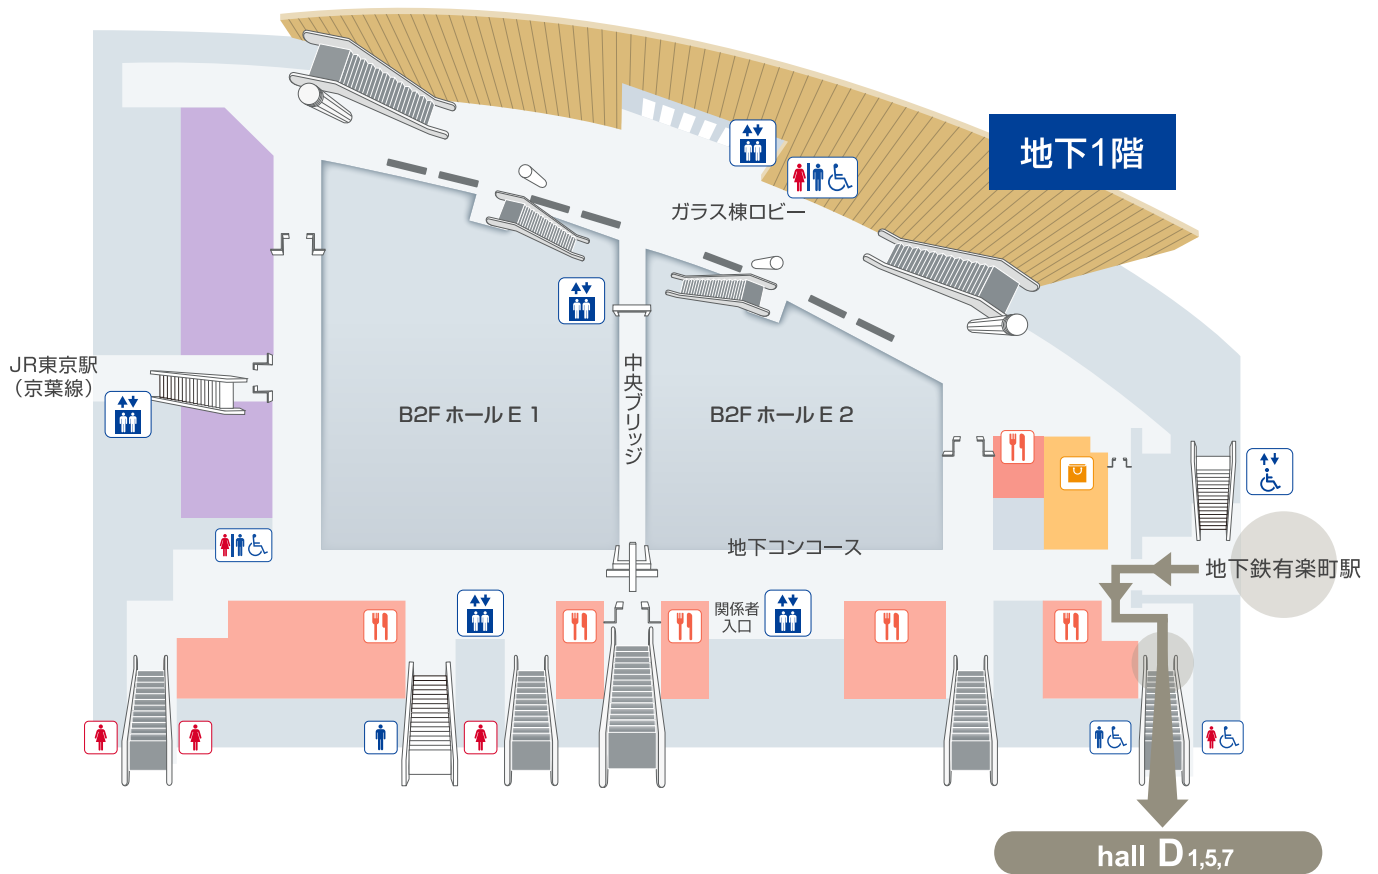 地下1階
ガラス棟ロビー
JR東京駅
（京葉線）
中央ブリッジ
B2F ホール E 1
B2F ホール E 2
地下コンコース
地下鉄有楽町駅
関係者
入口
hall D 1,5,7